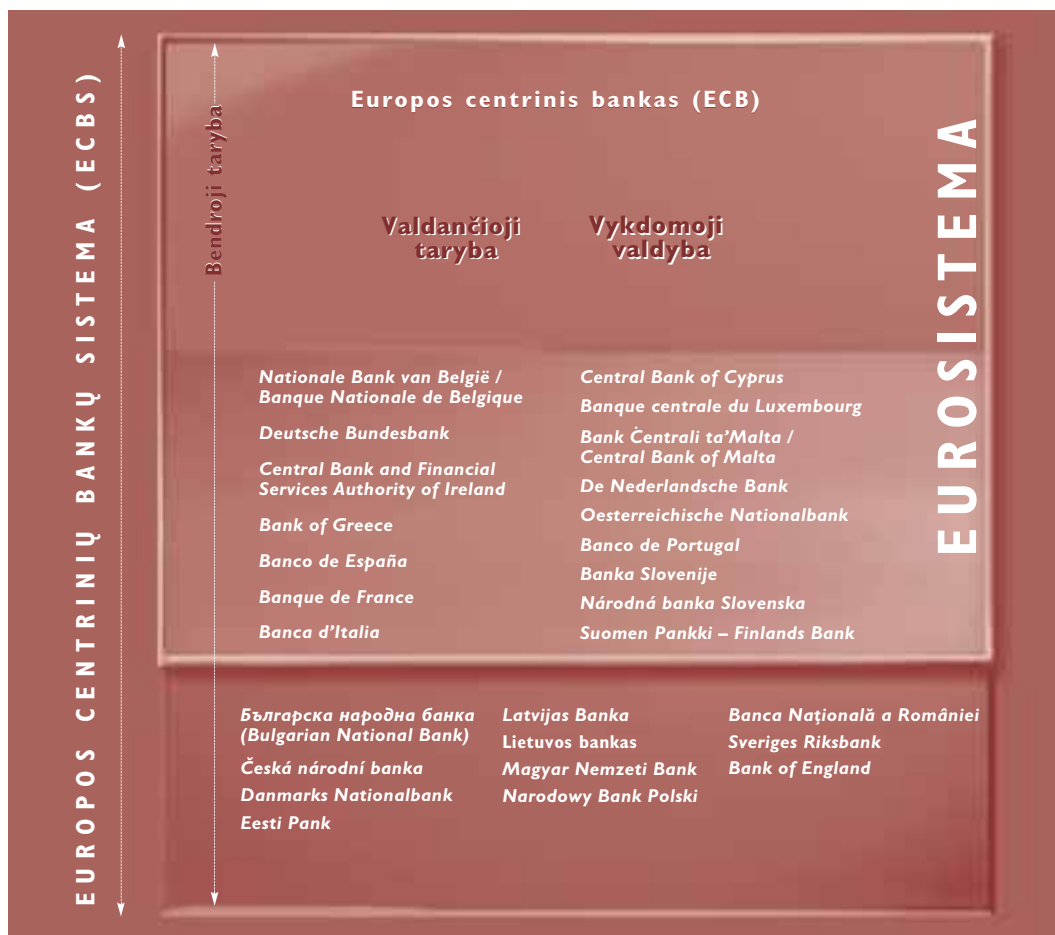 EUROPOS CENTRINIŲ BANKŲ SISTEMA (ECBS)
Bendroji taryba
Europos centrinis bankas (ECB)
Valdančioji
taryba
Vykdomoji
valdyba
EUROSISTEMA
Nationale Bank van België /
Banque Nationale de Belgique
Deutsche Bundesbank
Central Bank and Financial
Services Authority of Ireland
Bank of Greece
Banco de España
Banque de France
Banca d’Italia
Central Bank of Cyprus
Banque centrale du Luxembourg
Bank Ċentrali ta’Malta /
Central Bank of Malta
De Nederlandsche Bank
Oesterreichische Nationalbank
Banco de Portugal
Banka Slovenije
Národná banka Slovenska
Suomen Pankki – Finlands Bank
Българска народна банка
(Bulgarian National Bank)
Česká národní banka
Danmarks Nationalbank
Eesti Pank
Latvijas Banka
Lietuvos bankas
Magyar Nemzeti Bank
Narodowy Bank Polski
Banca Naţională a României
Sveriges Riksbank
Bank of England